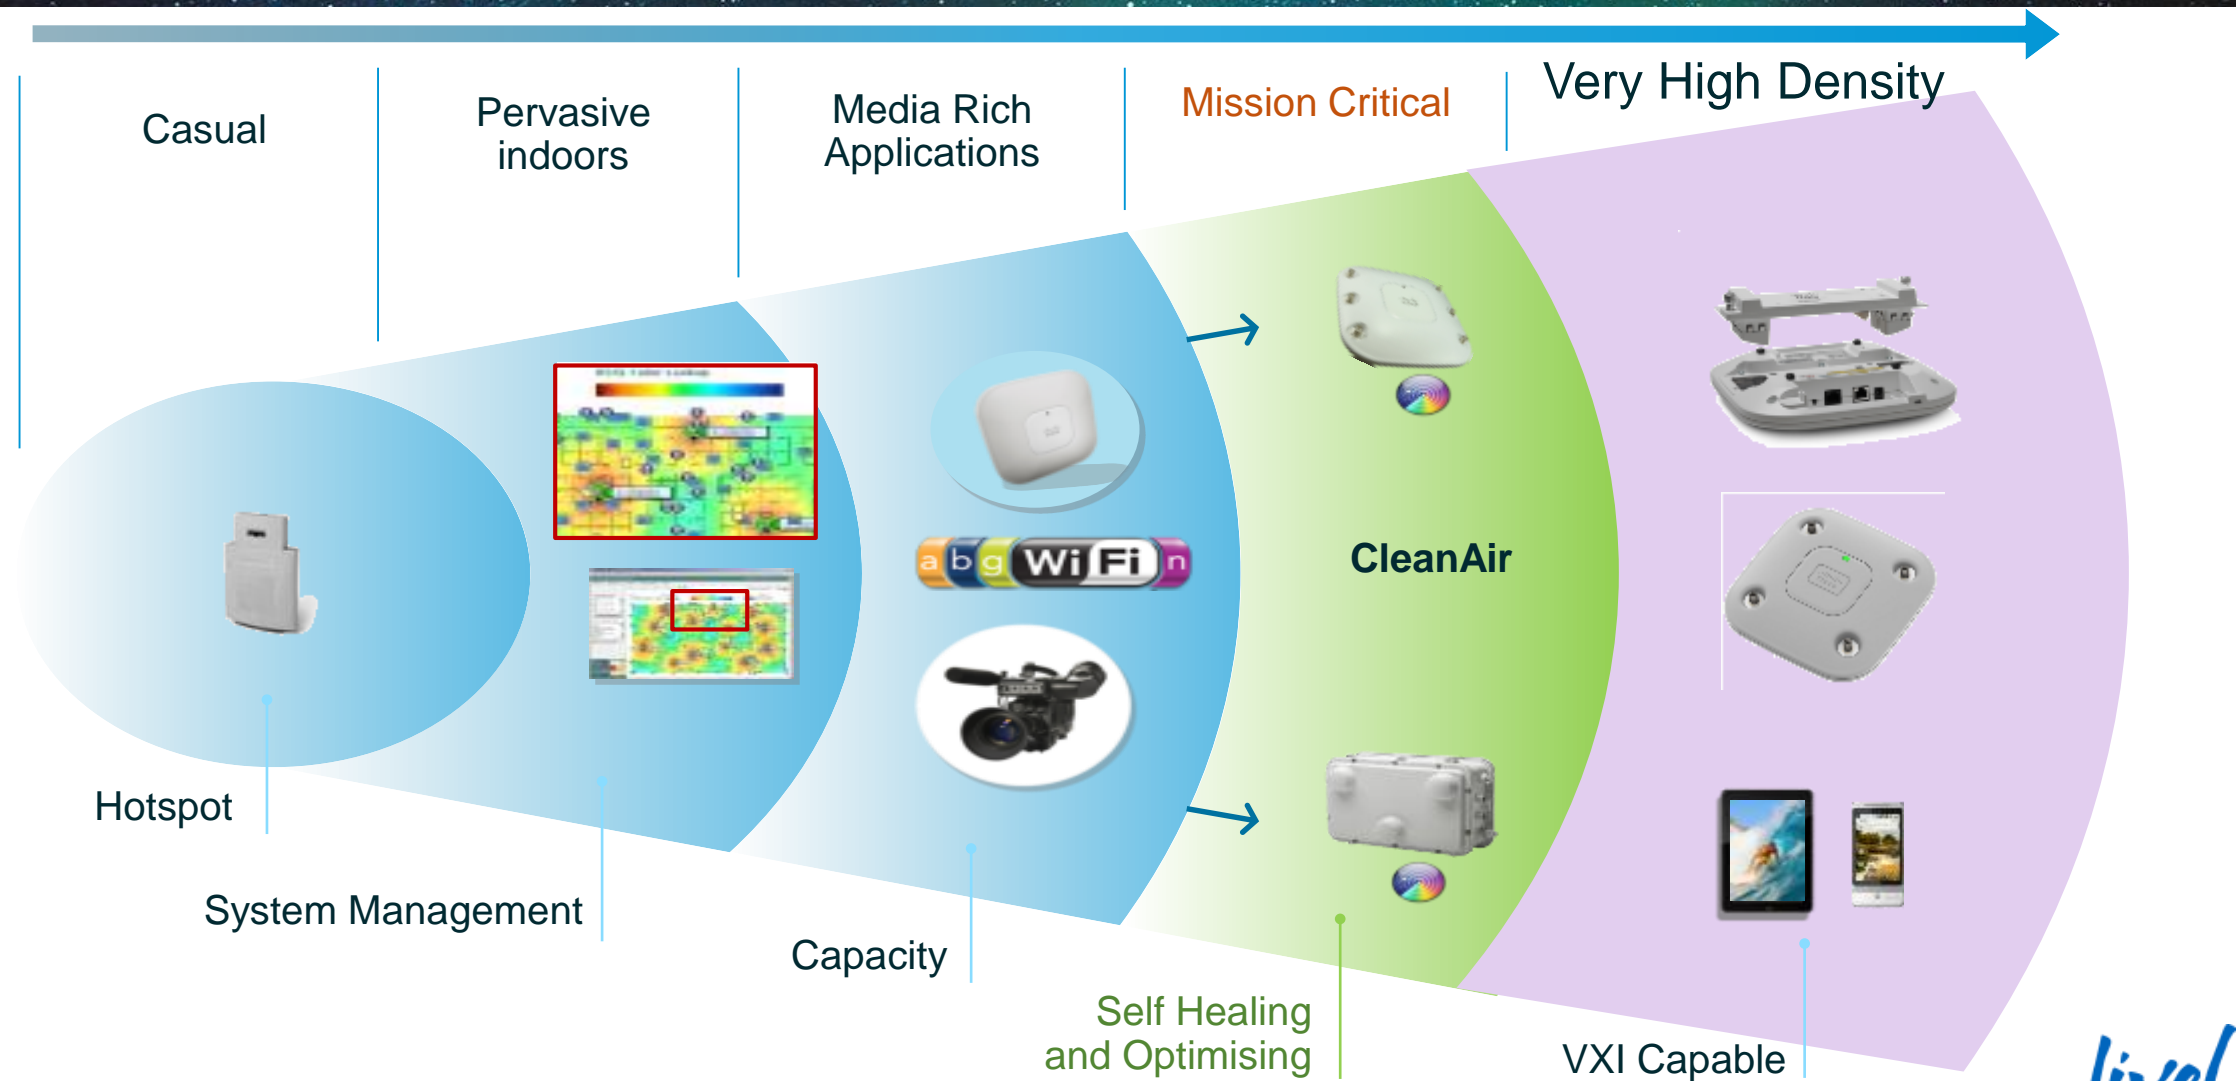 Casual
Pervasive
indoors
Media Rich
Applications
Mission Critical
Very High Density
a b g Wi Fi n
CleanAir
Hotspot
System Management
Capacity
Self Healing
and Optimising
VXI Capable